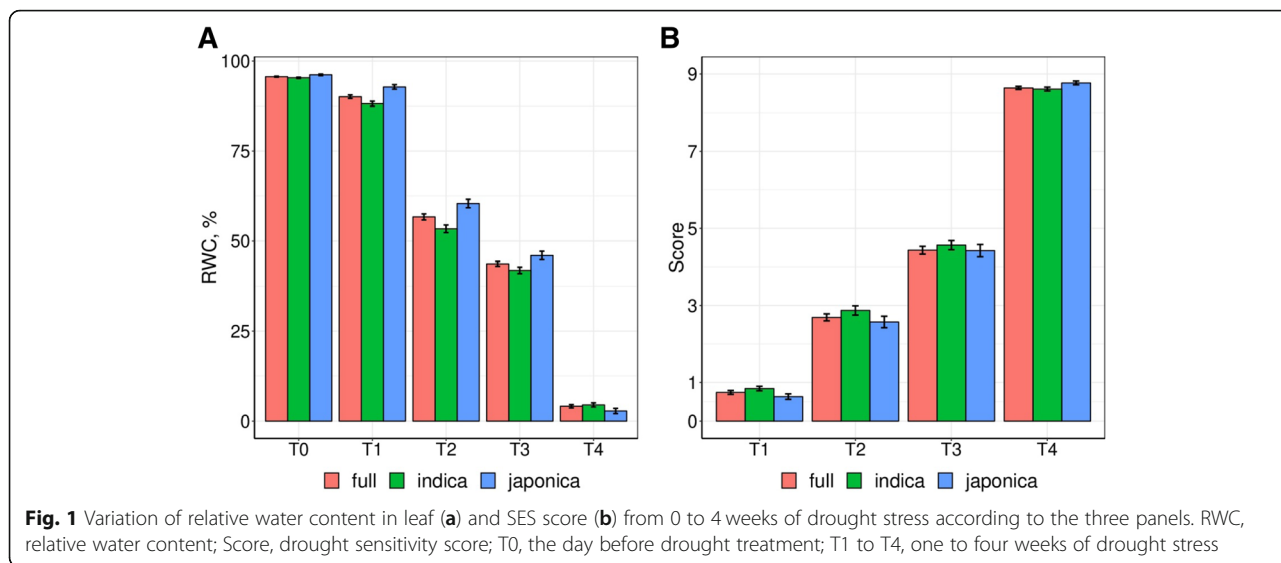 A
B
100
75
50
25
0
RWC, %
T0 T1 T2 T3 T4
full indica japonica
9
7
5
3
1
0
Score
T1 T2 T3 T4
full indica japonica
Fig. 1 Variation of relative water content in leaf (a) and SES score (b) from 0 to 4 weeks of drought stress according to the three panels. RWC,
relative water content; Score, drought sensitivity score; T0, the day before drought treatment; T1 to T4, one to four weeks of drought stress